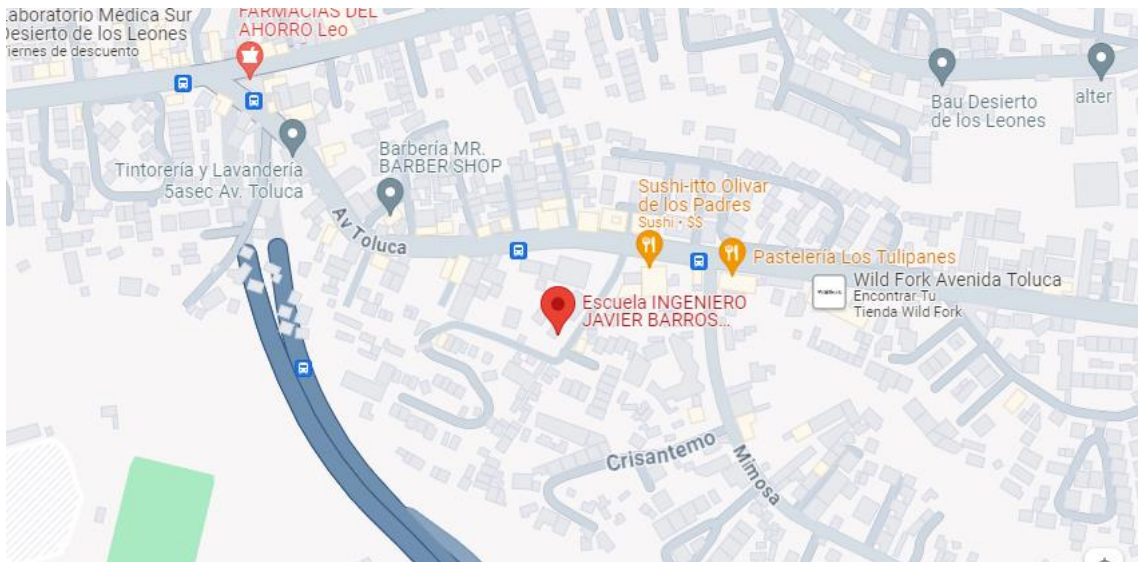 aboratorio Médica Sur
Desierto de los Leones
iernes de descuento
FARMACIAS DEL
AHORRO Leo
Bau Desierto
de los Leones
alter
Tintorería y Lavandería
5asec Av. Toluca
Barbería MR.
BARBER SHOP
Av Toluca
Sushi-itto Olivar
de los Padres
Sushi · $$
Pastelería Los Tulipanes
Wild Fork Avenida Toluca
Encontrar Tu
Tienda Wild Fork
Escuela INGENIERO
JAVIER BARROS...
Crisantemo
Mimosa